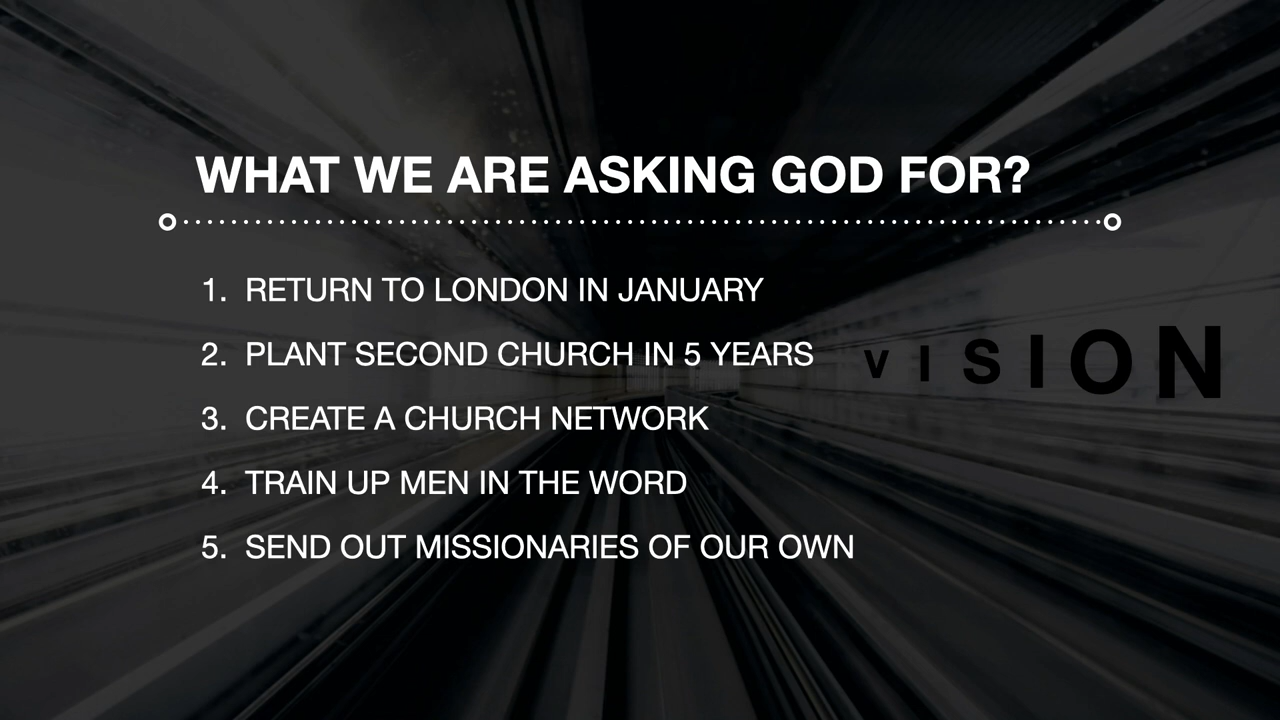 WHAT WE ARE ASKING GOD FOR?
1. RETURN TO LONDON IN JANUARY
2. PLANT SECOND CHURCH IN 5 YEARS
3. CREATE A CHURCH NETWORK
4. TRAIN UP MEN IN THE WORD
5. SEND OUT MISSIONARIES OF OUR OWN
VISION